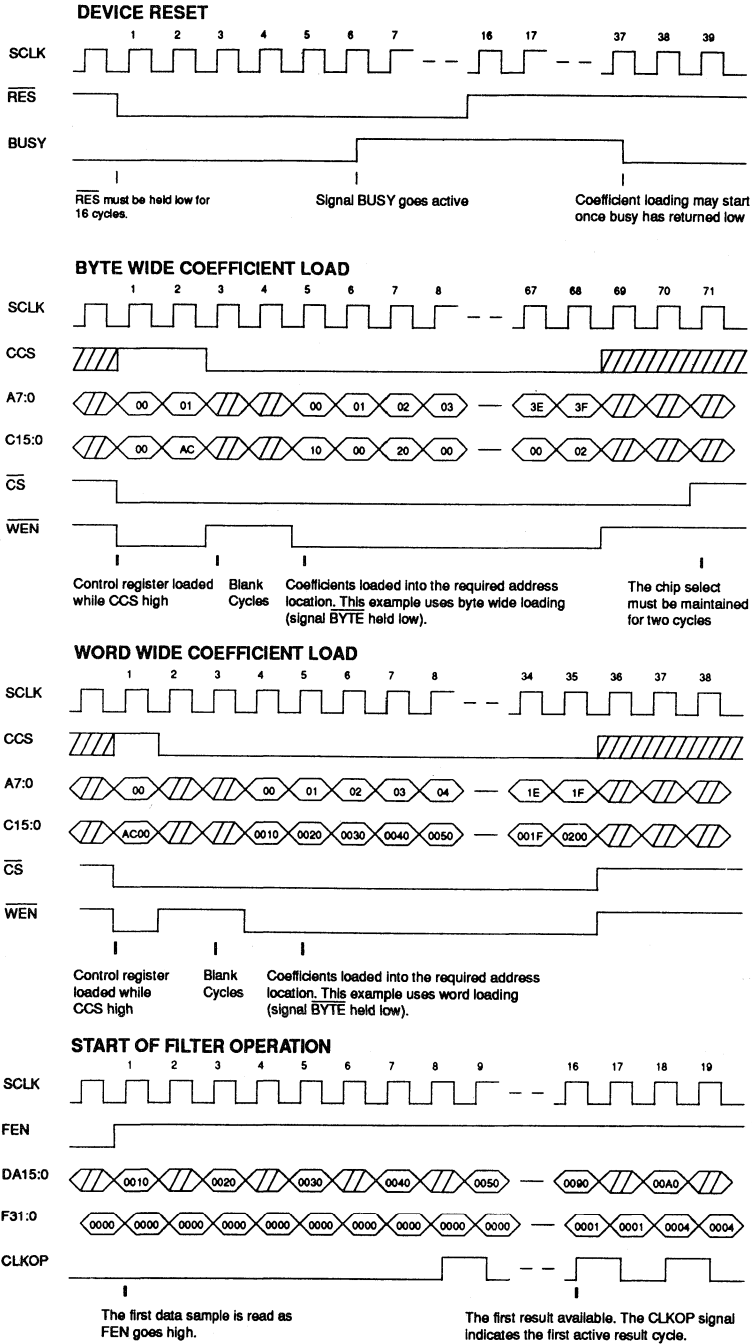 DEVICE RESET
1 2 3 4 5 6 7 16 17 37 38 39
SCLK
RES
BUSY
RES must be held low for
16 cycles.
Signal BUSY goes active
Coefficient loading may start
once busy has returned low
BYTE WIDE COEFFICIENT LOAD
1 2 3 4 5 6 7 8 67 68 69 70 71
SCLK
CCS
A7:0 00 01 00 01 02 03 3E 3F
C15:0 00 AC 10 00 20 00 00 02
CS
WEN
Control register loaded
while CCS high
Blank
Cycles
Coefficients loaded into the required address
location. This example uses byte wide loading
(signal BYTE held low).
The chip select
must be maintained
for two cycles
WORD WIDE COEFFICIENT LOAD
1 2 3 4 5 6 7 8 34 35 36 37 38
SCLK
CCS
A7:0 00 00 01 02 03 04 1E 1F
C15:0 AC00 0010 0020 0030 0040 0050 001F 0200
CS
WEN
Control register
loaded while
CCS high
Blank
Cycles
Coefficients loaded into the required address
location. This example uses word loading
(signal BYTE held low).
START OF FILTER OPERATION
1 2 3 4 5 6 7 8 9 16 17 18 19
SCLK
FEN
DA15:0 0010 0020 0030 0040 0050 0090 00A0
F31:0 0000 0000 0000 0000 0000 0000 0000 0000 0000 0001 0001 0004 0004
CLKOP
The first data sample is read as
FEN goes high.
The first result available. The CLKOP signal
indicates the first active result cycle.